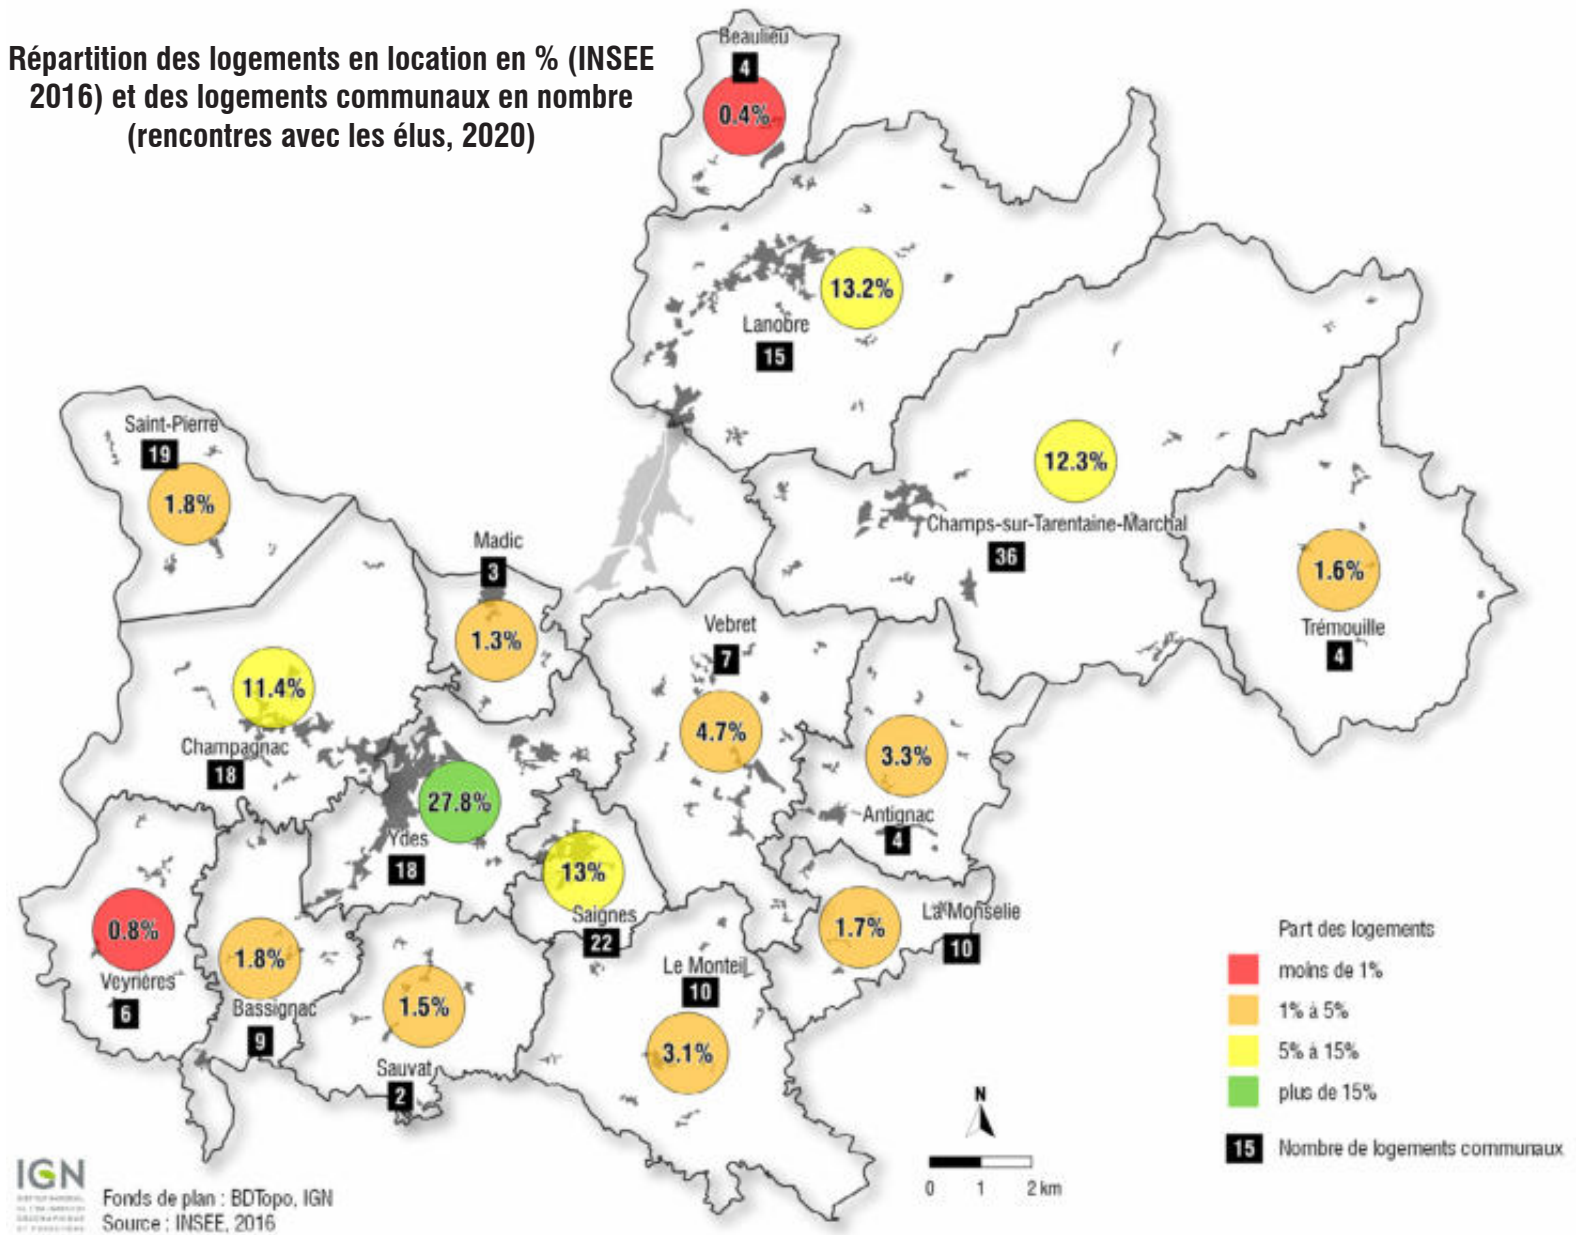 Répartition des logements en location en % (INSEE
2016) et des logements communaux en nombre
(rencontres avec les élus, 2020)
Beaulieu
4
0.4%
13.2%
Lanobre
15
Saint-Pierre
19
1.8%
12.3%
Champs-sur-Tarentaine-Marchal
36
Madic
3
1.3%
1.6%
Trémouille
4
Vebret
7
4.7%
11.4%
Champagnac
18
3.3%
Antignac
4
27.8%
Ydes
18
13%
Saignes
22
0.8%
Veyrières
6
1.8%
Bassignac
9
1.5%
Sauvat
2
1.7%
La Monselie
10
Le Monteil
10
3.1%
Part des logements
moins de 1%
1% à 5%
5% à 15%
plus de 15%
15 Nombre de logements communaux
N
0 1 2 km
IGN
Fonds de plan : BDTopo, IGN
Source : INSEE, 2016